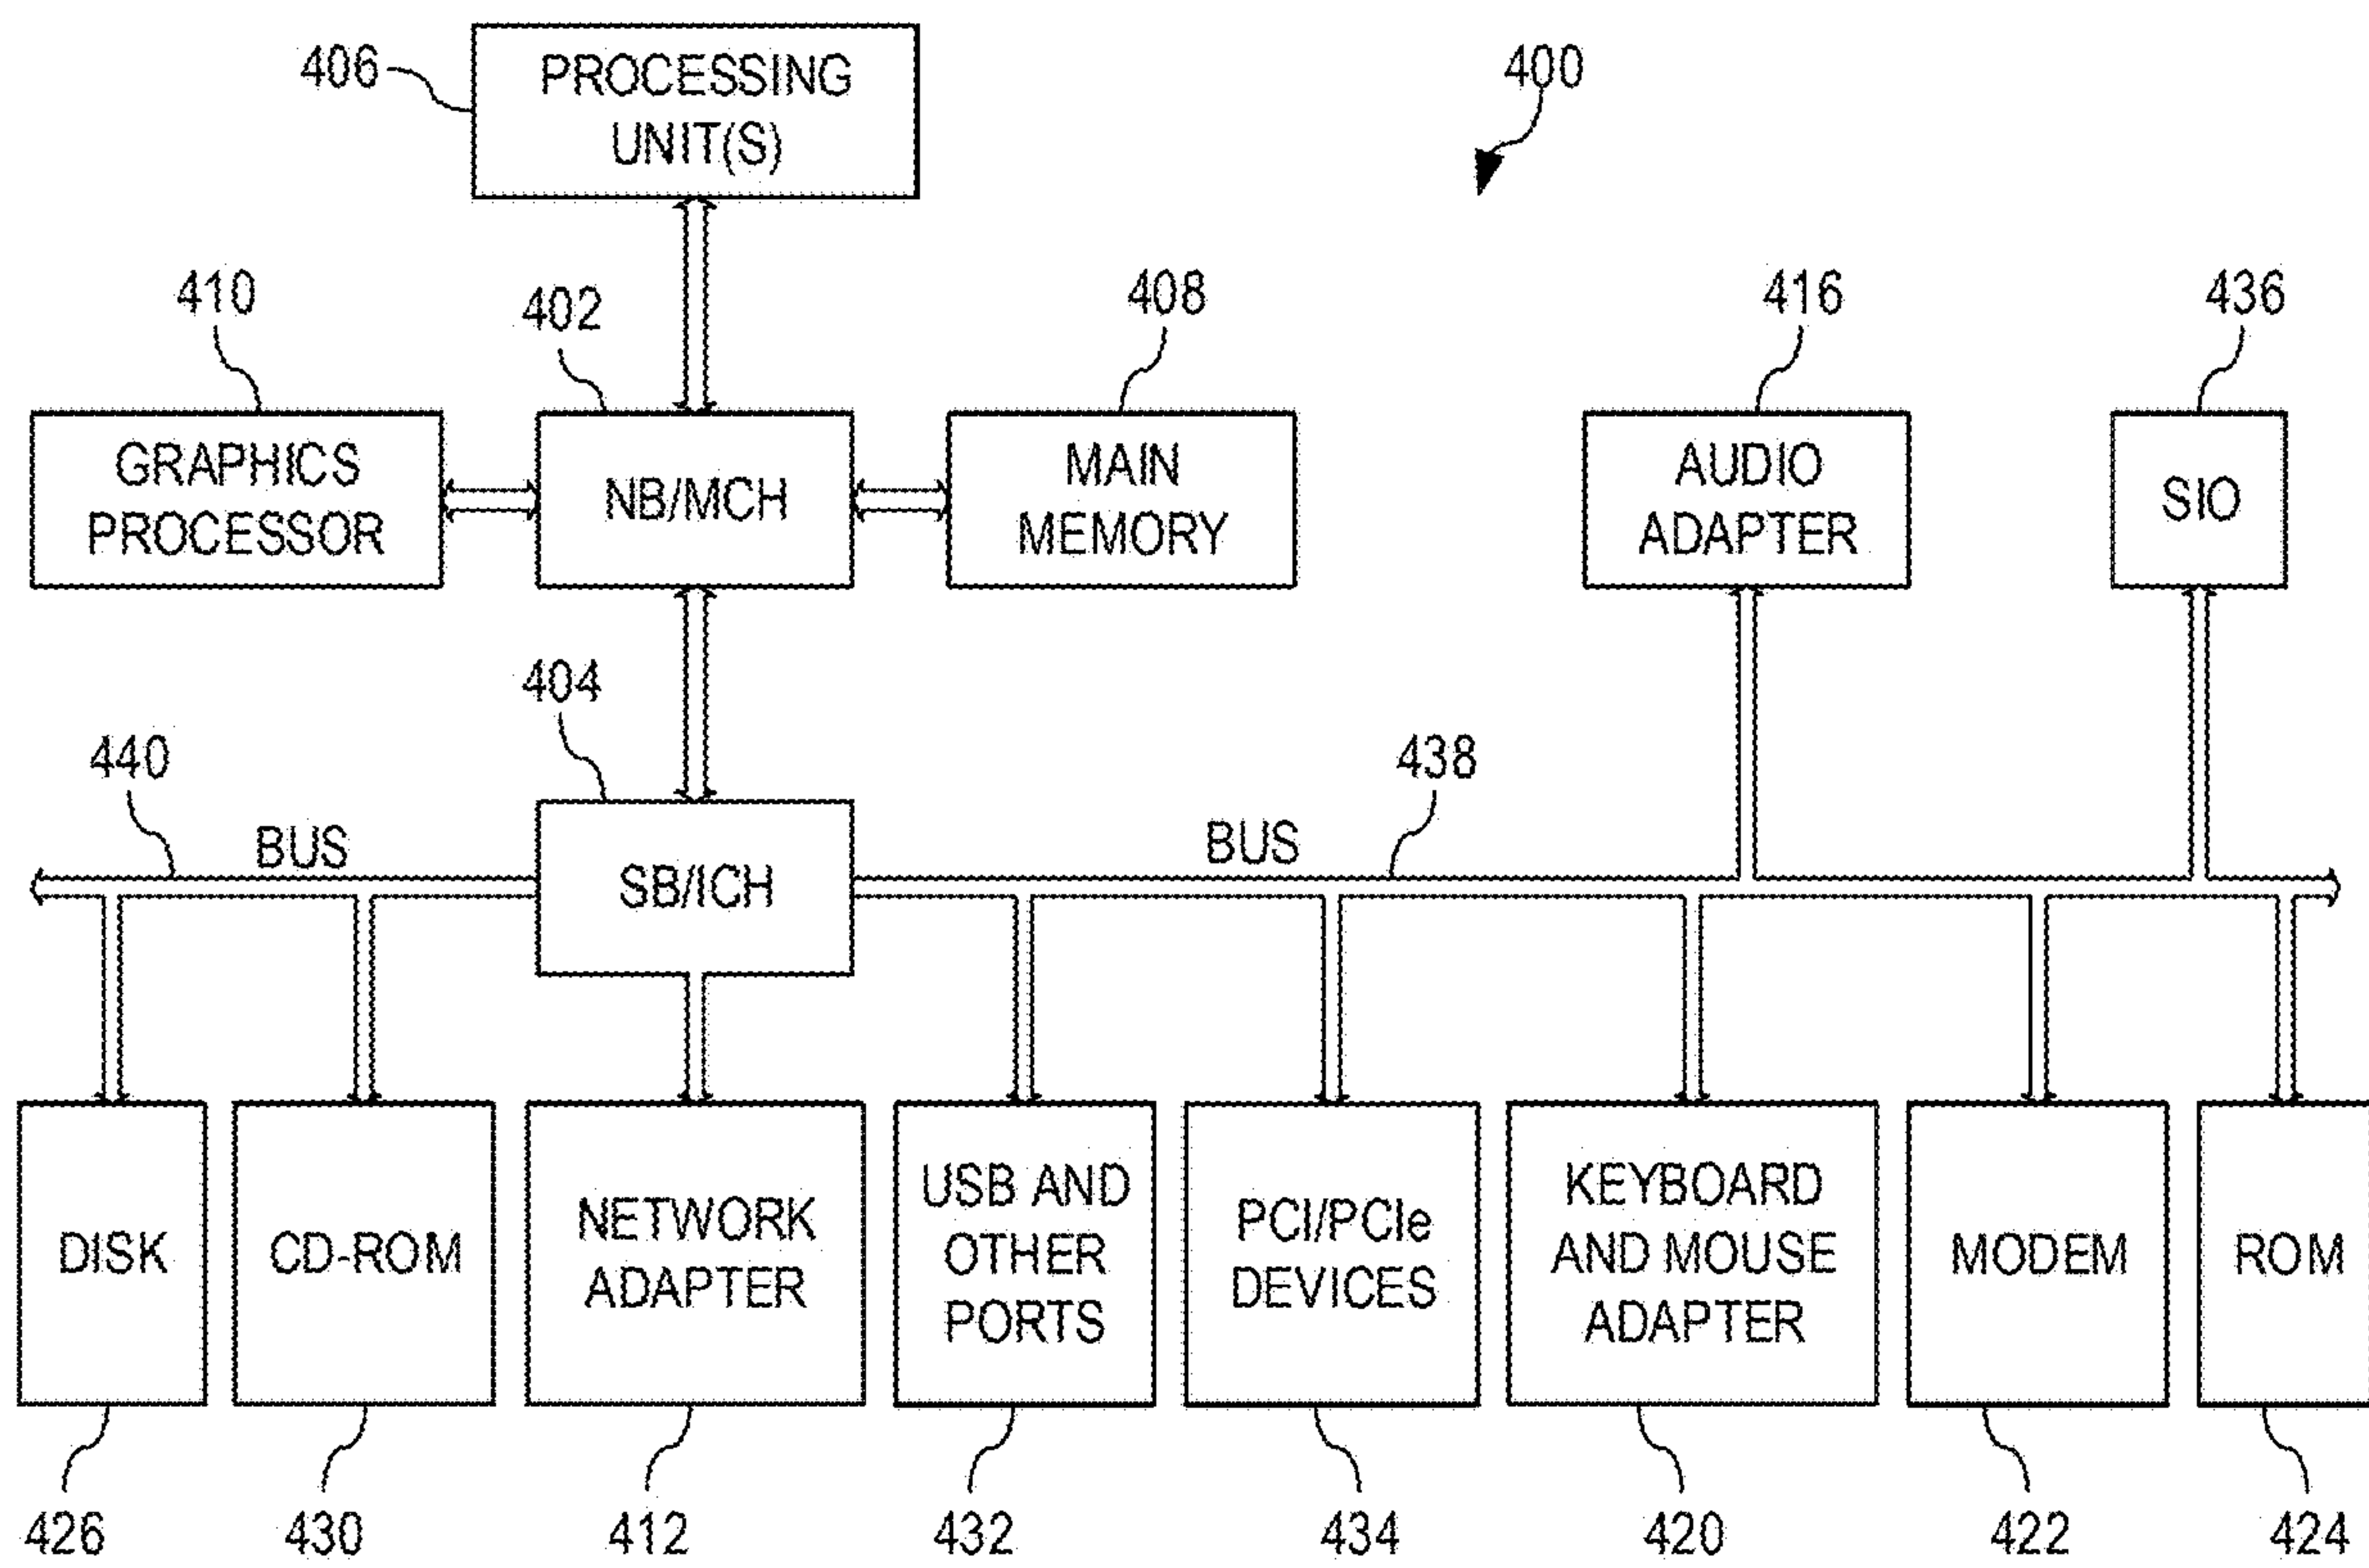 406
PROCESSING
UNIT(S)
400
410
402
408
416
436
GRAPHICS
PROCESSOR
NB/MCH
MAIN
MEMORY
AUDIO
ADAPTER
SIO
404
440
438
BUS
BUS
SB/ICH
DISK
CD-ROM
NETWORK
ADAPTER
USB AND
OTHER
PORTS
PCI/PCIe
DEVICES
KEYBOARD
AND MOUSE
ADAPTER
MODEM
ROM
426
430
412
432
434
420
422
424